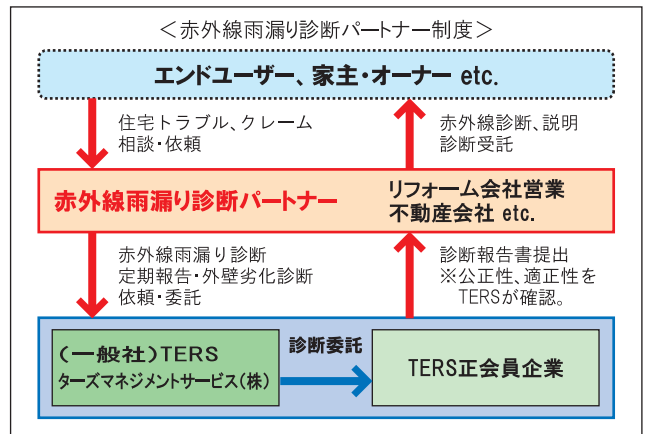 ＜赤外線雨漏り診断パートナー制度＞
エンドユーザー、家主・オーナー etc.
住宅トラブル、クレーム
相談・依頼
赤外線診断、説明
診断受託
赤外線雨漏り診断パートナー
リフォーム会社営業
不動産会社 etc.
赤外線雨漏り診断
定期報告・外壁劣化診断
依頼・委託
診断報告書提出
※公正性、適正性を
TERSが確認。
（一般社）TERS
ターズマネジメントサービス（株）
診断委託
TERS正会員企業